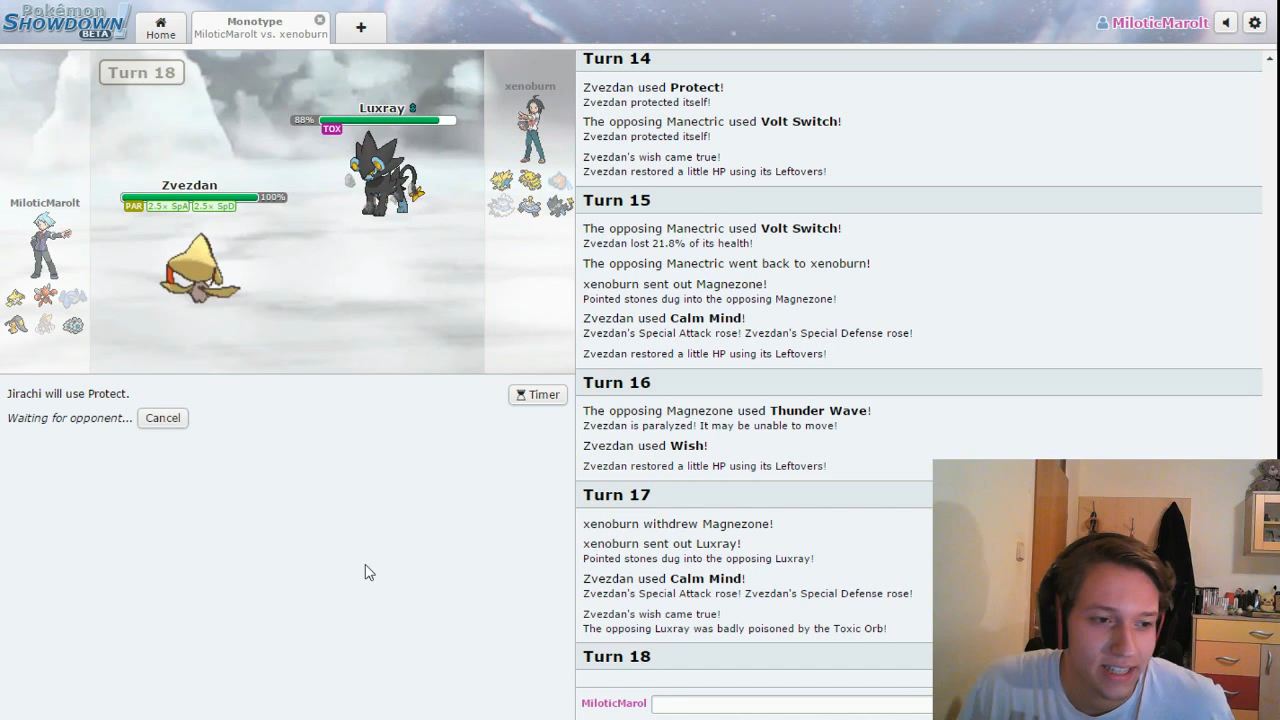 Pokémon
SHOWDOWN!
BETA
Home
Monotype
MiloticMarolt vs. xenoburn
+
MiloticMarolt
Turn 18
Luxray
88%
TOX
xenoburn
Zvezdan
100%
PAR 2.5× SpA 2.5× SpD
MiloticMarolt
Jirachi will use Protect.
Timer
Waiting for opponent... Cancel
Turn 14
Zvezdan used Protect!
Zvezdan protected itself!
The opposing Manectric used Volt Switch!
Zvezdan protected itself!
Zvezdan's wish came true!
Zvezdan restored a little HP using its Leftovers!
Turn 15
The opposing Manectric used Volt Switch!
Zvezdan lost 21.8% of its health!
The opposing Manectric went back to xenoburn!
xenoburn sent out Magnezone!
Pointed stones dug into the opposing Magnezone!
Zvezdan used Calm Mind!
Zvezdan's Special Attack rose! Zvezdan's Special Defense rose!
Zvezdan restored a little HP using its Leftovers!
Turn 16
The opposing Magnezone used Thunder Wave!
Zvezdan is paralyzed! It may be unable to move!
Zvezdan used Wish!
Zvezdan restored a little HP using its Leftovers!
Turn 17
xenoburn withdrew Magnezone!
xenoburn sent out Luxray!
Pointed stones dug into the opposing Luxray!
Zvezdan used Calm Mind!
Zvezdan's Special Attack rose! Zvezdan's Special Defense rose!
Zvezdan's wish came true!
The opposing Luxray was badly poisoned by the Toxic Orb!
Turn 18
MiloticMarol